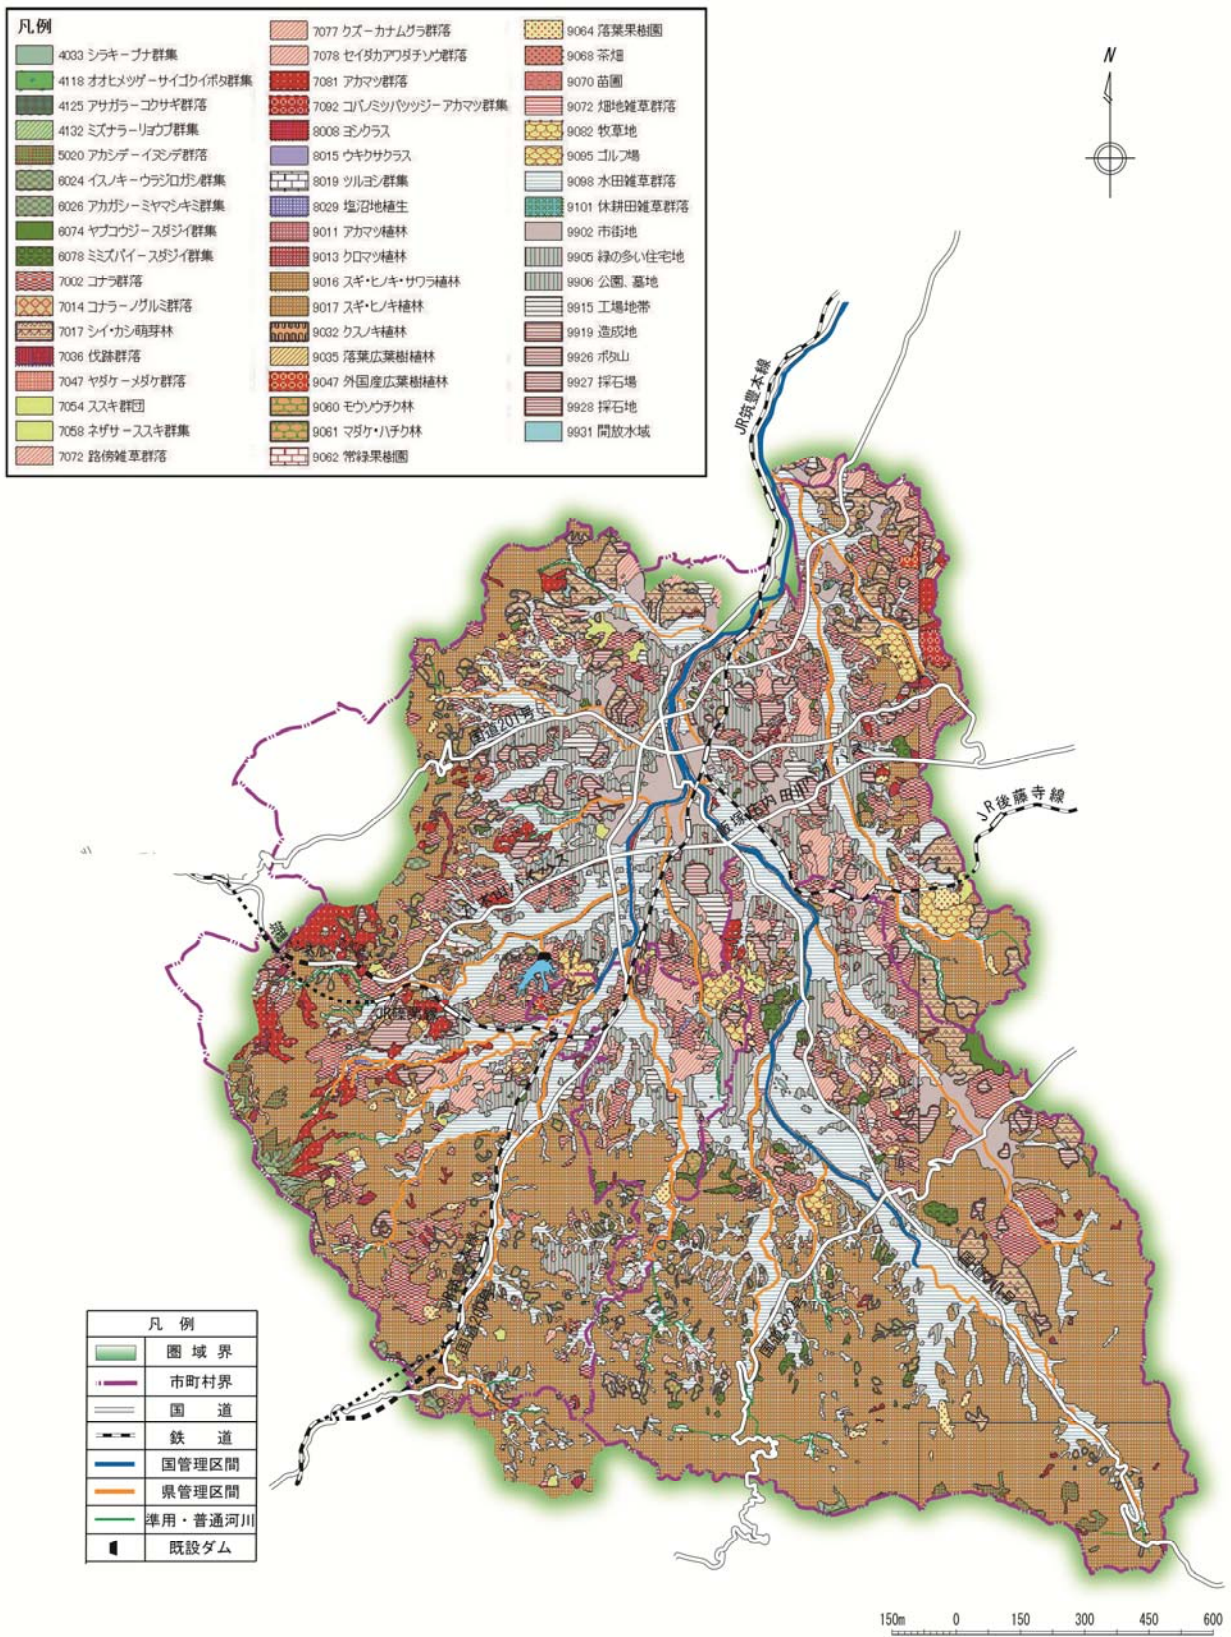 凡例
4033 シラキーブナ群集
4118 オオヒメツゲーサイゴクイボタ群集
4125 アサガラーコクサギ群落
4132 ミズナラーリョウブ群集
5020 アカシデーイヌシデ群落
6024 イスノキーウラジロガシ群集
6026 アカガシーミヤマシキミ群集
6074 ヤブコウジースダジイ群集
6078 ミミズバイースダジイ群集
7002 コナラ群落
7014 コナラーノグルミ群落
7017 シイ・カシ萌芽林
7036 伐跡群落
7047 ヤダケーメダケ群落
7054 ススキ群団
7058 ネザサーススキ群集
7072 路傍雑草群落
7077 クズーカナムグラ群落
7078 セイタカアワダチソウ群落
7081 アカマツ群落
7092 コバノミツバツツジーアカマツ群集
8008 ヨシクラス
8015 ウキクサクラス
8019 ツルヨシ群集
8029 塩沼地植生
9011 アカマツ植林
9013 クロマツ植林
9016 スギ・ヒノキ・サワラ植林
9017 スギ・ヒノキ植林
9032 クスノキ植林
9035 落葉広葉樹植林
9047 外国産広葉樹植林
9060 モウソウチク林
9061 マダケ・ハチク林
9062 常緑果樹園
9064 落葉果樹園
9068 茶畑
9070 苗圃
9072 畑地雑草群落
9082 牧草地
9095 ゴルフ場
9098 水田雑草群落
9101 休耕田雑草群落
9902 市街地
9905 緑の多い住宅地
9906 公園、墓地
9915 工場地帯
9919 造成地
9926 ボタ山
9927 採石場
9928 採石地
9931 開放水域
N
JR筑豊本線
国道201号
JR後藤寺線
国道211号
凡 例
圏 域 界
市町村界
国 道
鉄 道
国管理区間
県管理区間
準用・普通河川
既設ダム
150m 0 150 300 450 600